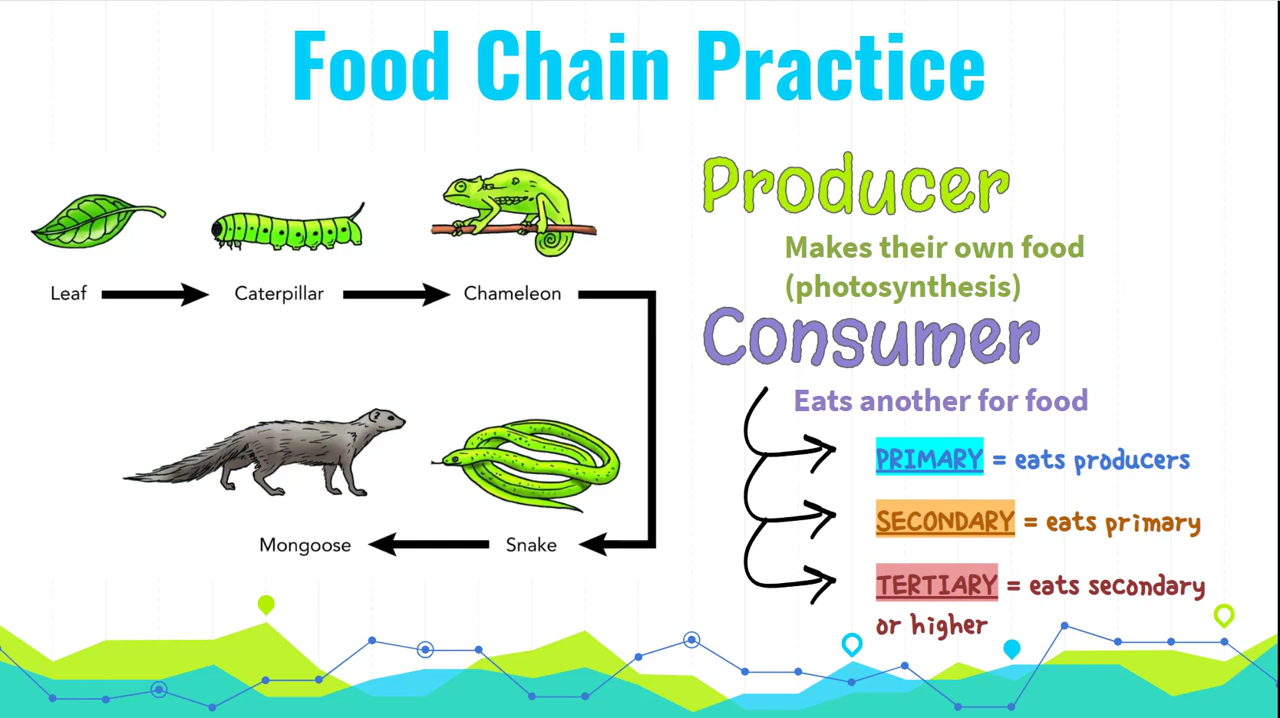 Food Chain Practice
Leaf
Caterpillar
Chameleon
Mongoose
Snake
Producer
Makes their own food
(photosynthesis)
Consumer
Eats another for food
PRIMARY = eats producers
SECONDARY = eats primary
TERTIARY = eats secondary
or higher